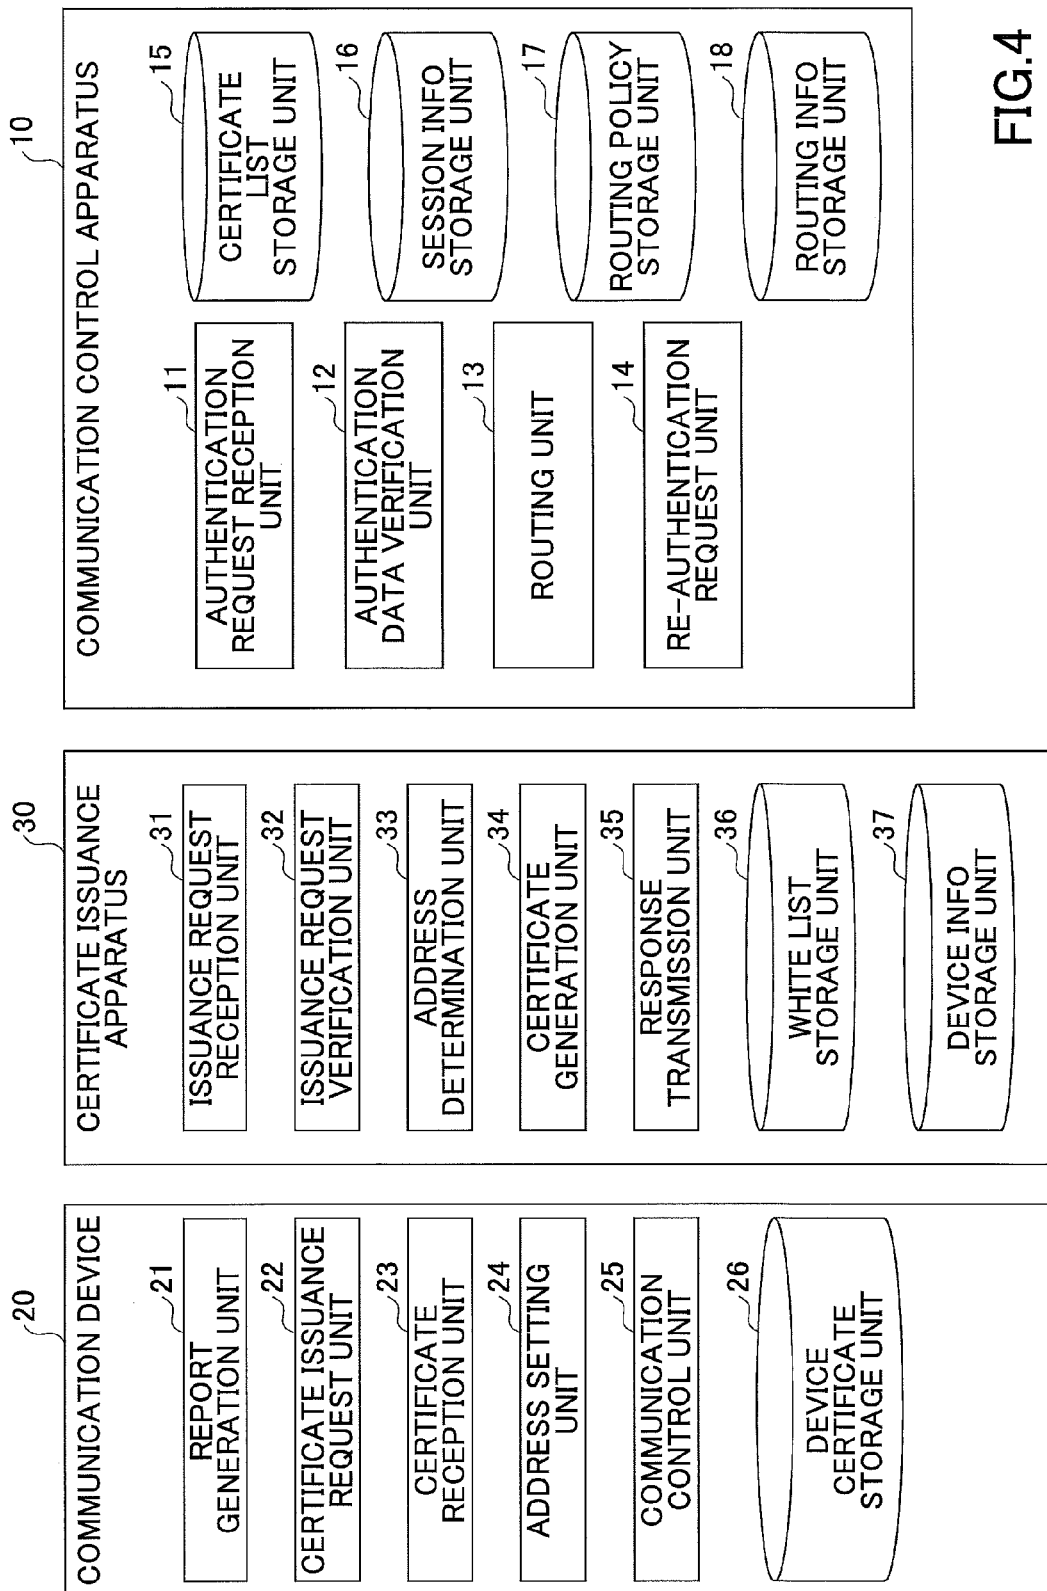 20
COMMUNICATION DEVICE
21
REPORT
GENERATION UNIT
22
CERTIFICATE ISSUANCE
REQUEST UNIT
23
CERTIFICATE
RECEPTION UNIT
24
ADDRESS SETTING
UNIT
25
COMMUNICATION
CONTROL UNIT
26
DEVICE
CERTIFICATE
STORAGE UNIT
30
CERTIFICATE ISSUANCE
APPARATUS
31
ISSUANCE REQUEST
RECEPTION UNIT
32
ISSUANCE REQUEST
VERIFICATION UNIT
33
ADDRESS
DETERMINATION UNIT
34
CERTIFICATE
GENERATION UNIT
35
RESPONSE
TRANSMISSION UNIT
36
WHITE LIST
STORAGE UNIT
37
DEVICE INFO
STORAGE UNIT
10
COMMUNICATION CONTROL APPARATUS
11
AUTHENTICATION
REQUEST RECEPTION
UNIT
12
AUTHENTICATION
DATA VERIFICATION
UNIT
13
ROUTING UNIT
14
RE-AUTHENTICATION
REQUEST UNIT
15
CERTIFICATE
LIST
STORAGE UNIT
16
SESSION INFO
STORAGE UNIT
17
ROUTING POLICY
STORAGE UNIT
18
ROUTING INFO
STORAGE UNIT
FIG.4